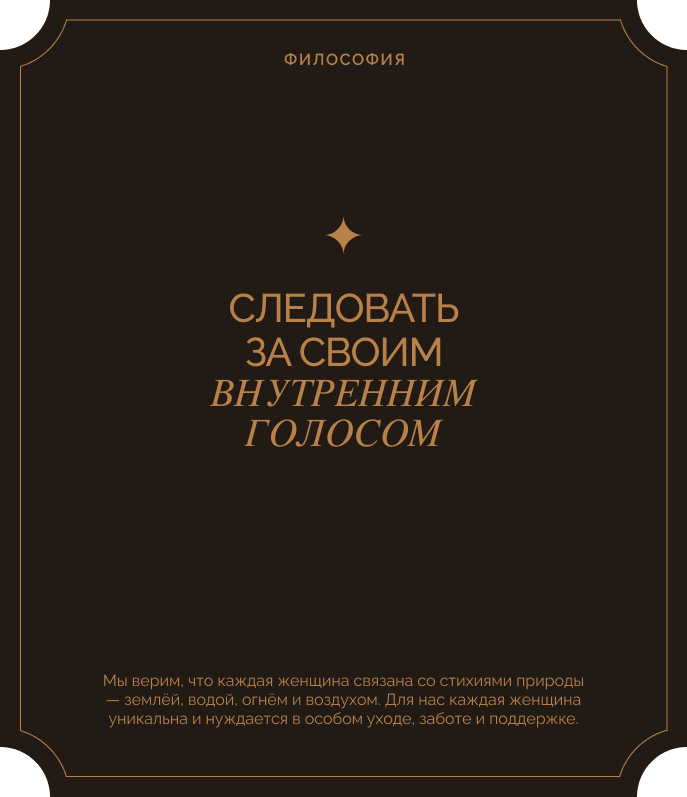 ФИЛОСОФИЯ
СЛЕДОВАТЬ
ЗА СВОИМ
ВНУТРЕННИМ
ГОЛОСОМ
Мы верим, что каждая женщина связана со стихиями природы
— землёй, водой, огнём и воздухом. Для нас каждая женщина
уникальна и нуждается в особом уходе, заботе и поддержке.